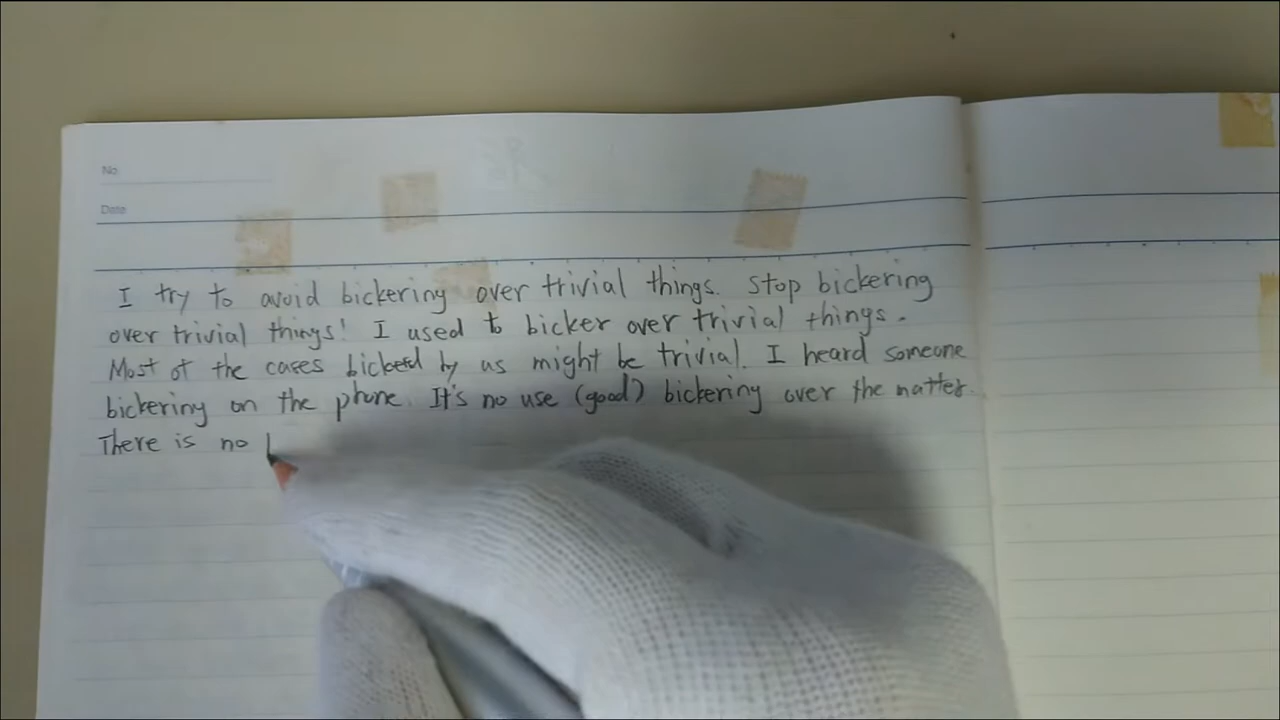 No.
Date
I try to avoid bickering over trivial things. Stop bickering
over trivial things! I used to bicker over trivial things.
Most of the cases bickered by us might be trivial. I heard someone
bickering on the phone. It's no use (good) bickering over the matter.
There is no